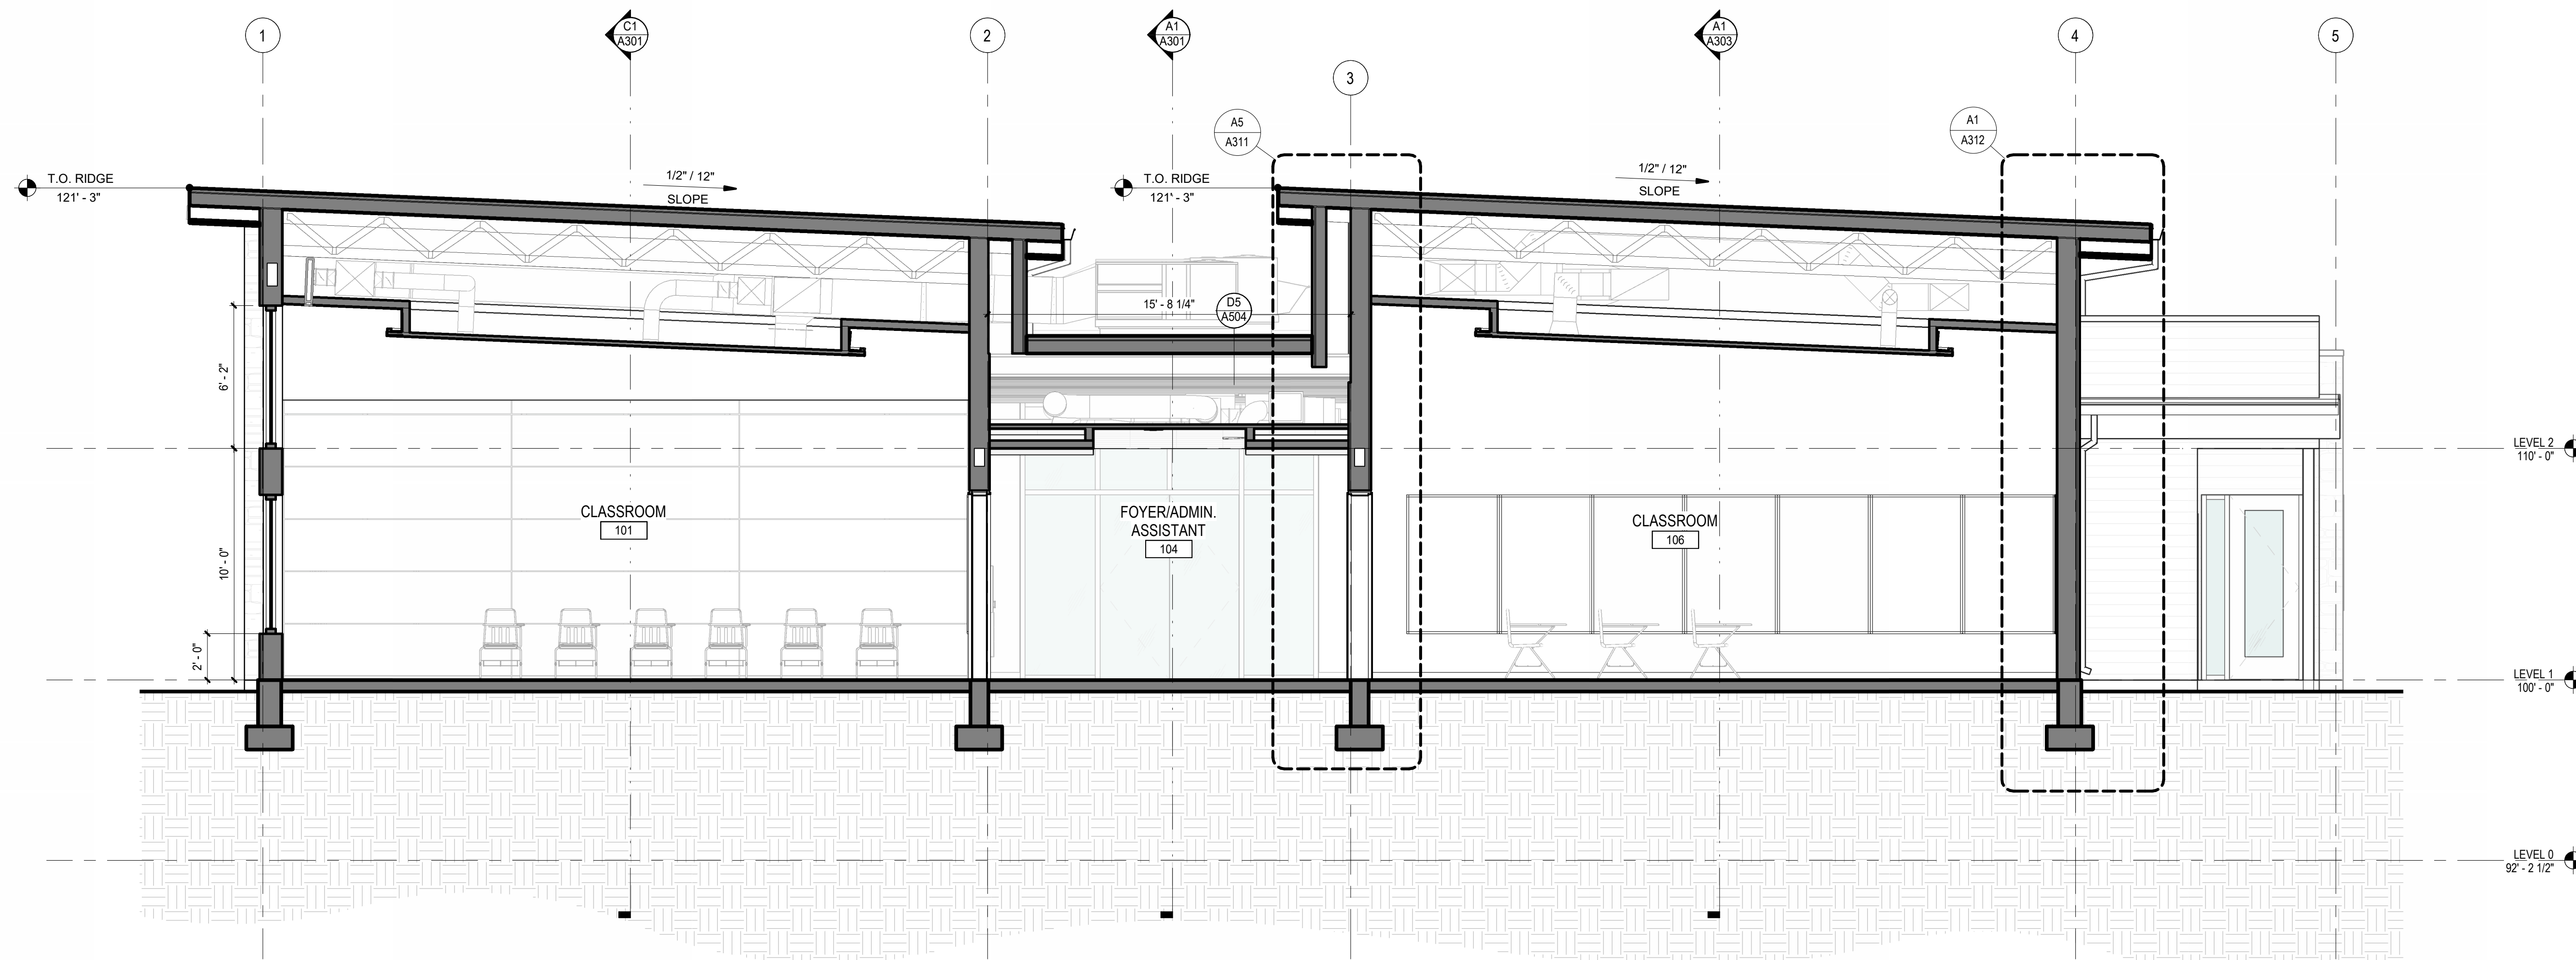 1
C1
A301
2
A1
A301
3
A1
A303
4
5
A5
A311
A1
A312
T.O. RIDGE
121' - 3"
1/2" / 12"
SLOPE
T.O. RIDGE
121' - 3"
1/2" / 12"
SLOPE
15' - 8 1/4"
D5
A504
6' - 2"
10' - 0"
2' - 0"
CLASSROOM
101
FOYER/ADMIN.
ASSISTANT
104
CLASSROOM
106
LEVEL 2
110' - 0"
LEVEL 1
100' - 0"
LEVEL 0
92' - 2 1/2"